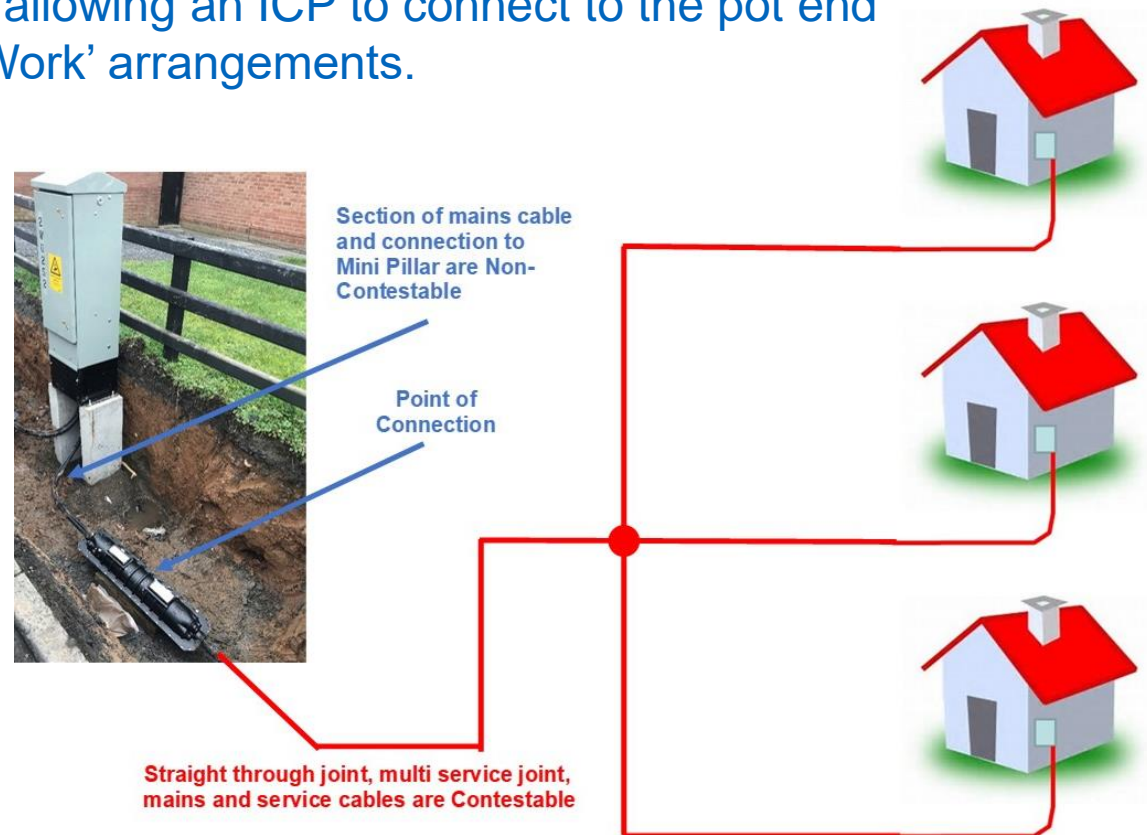 allowing an ICP to connect to the pot end
Work’ arrangements.
Section of mains cable
and connection to
Mini Pillar are Non-
Contestable
Point of
Connection
Straight through joint, multi service joint,
mains and service cables are Contestable